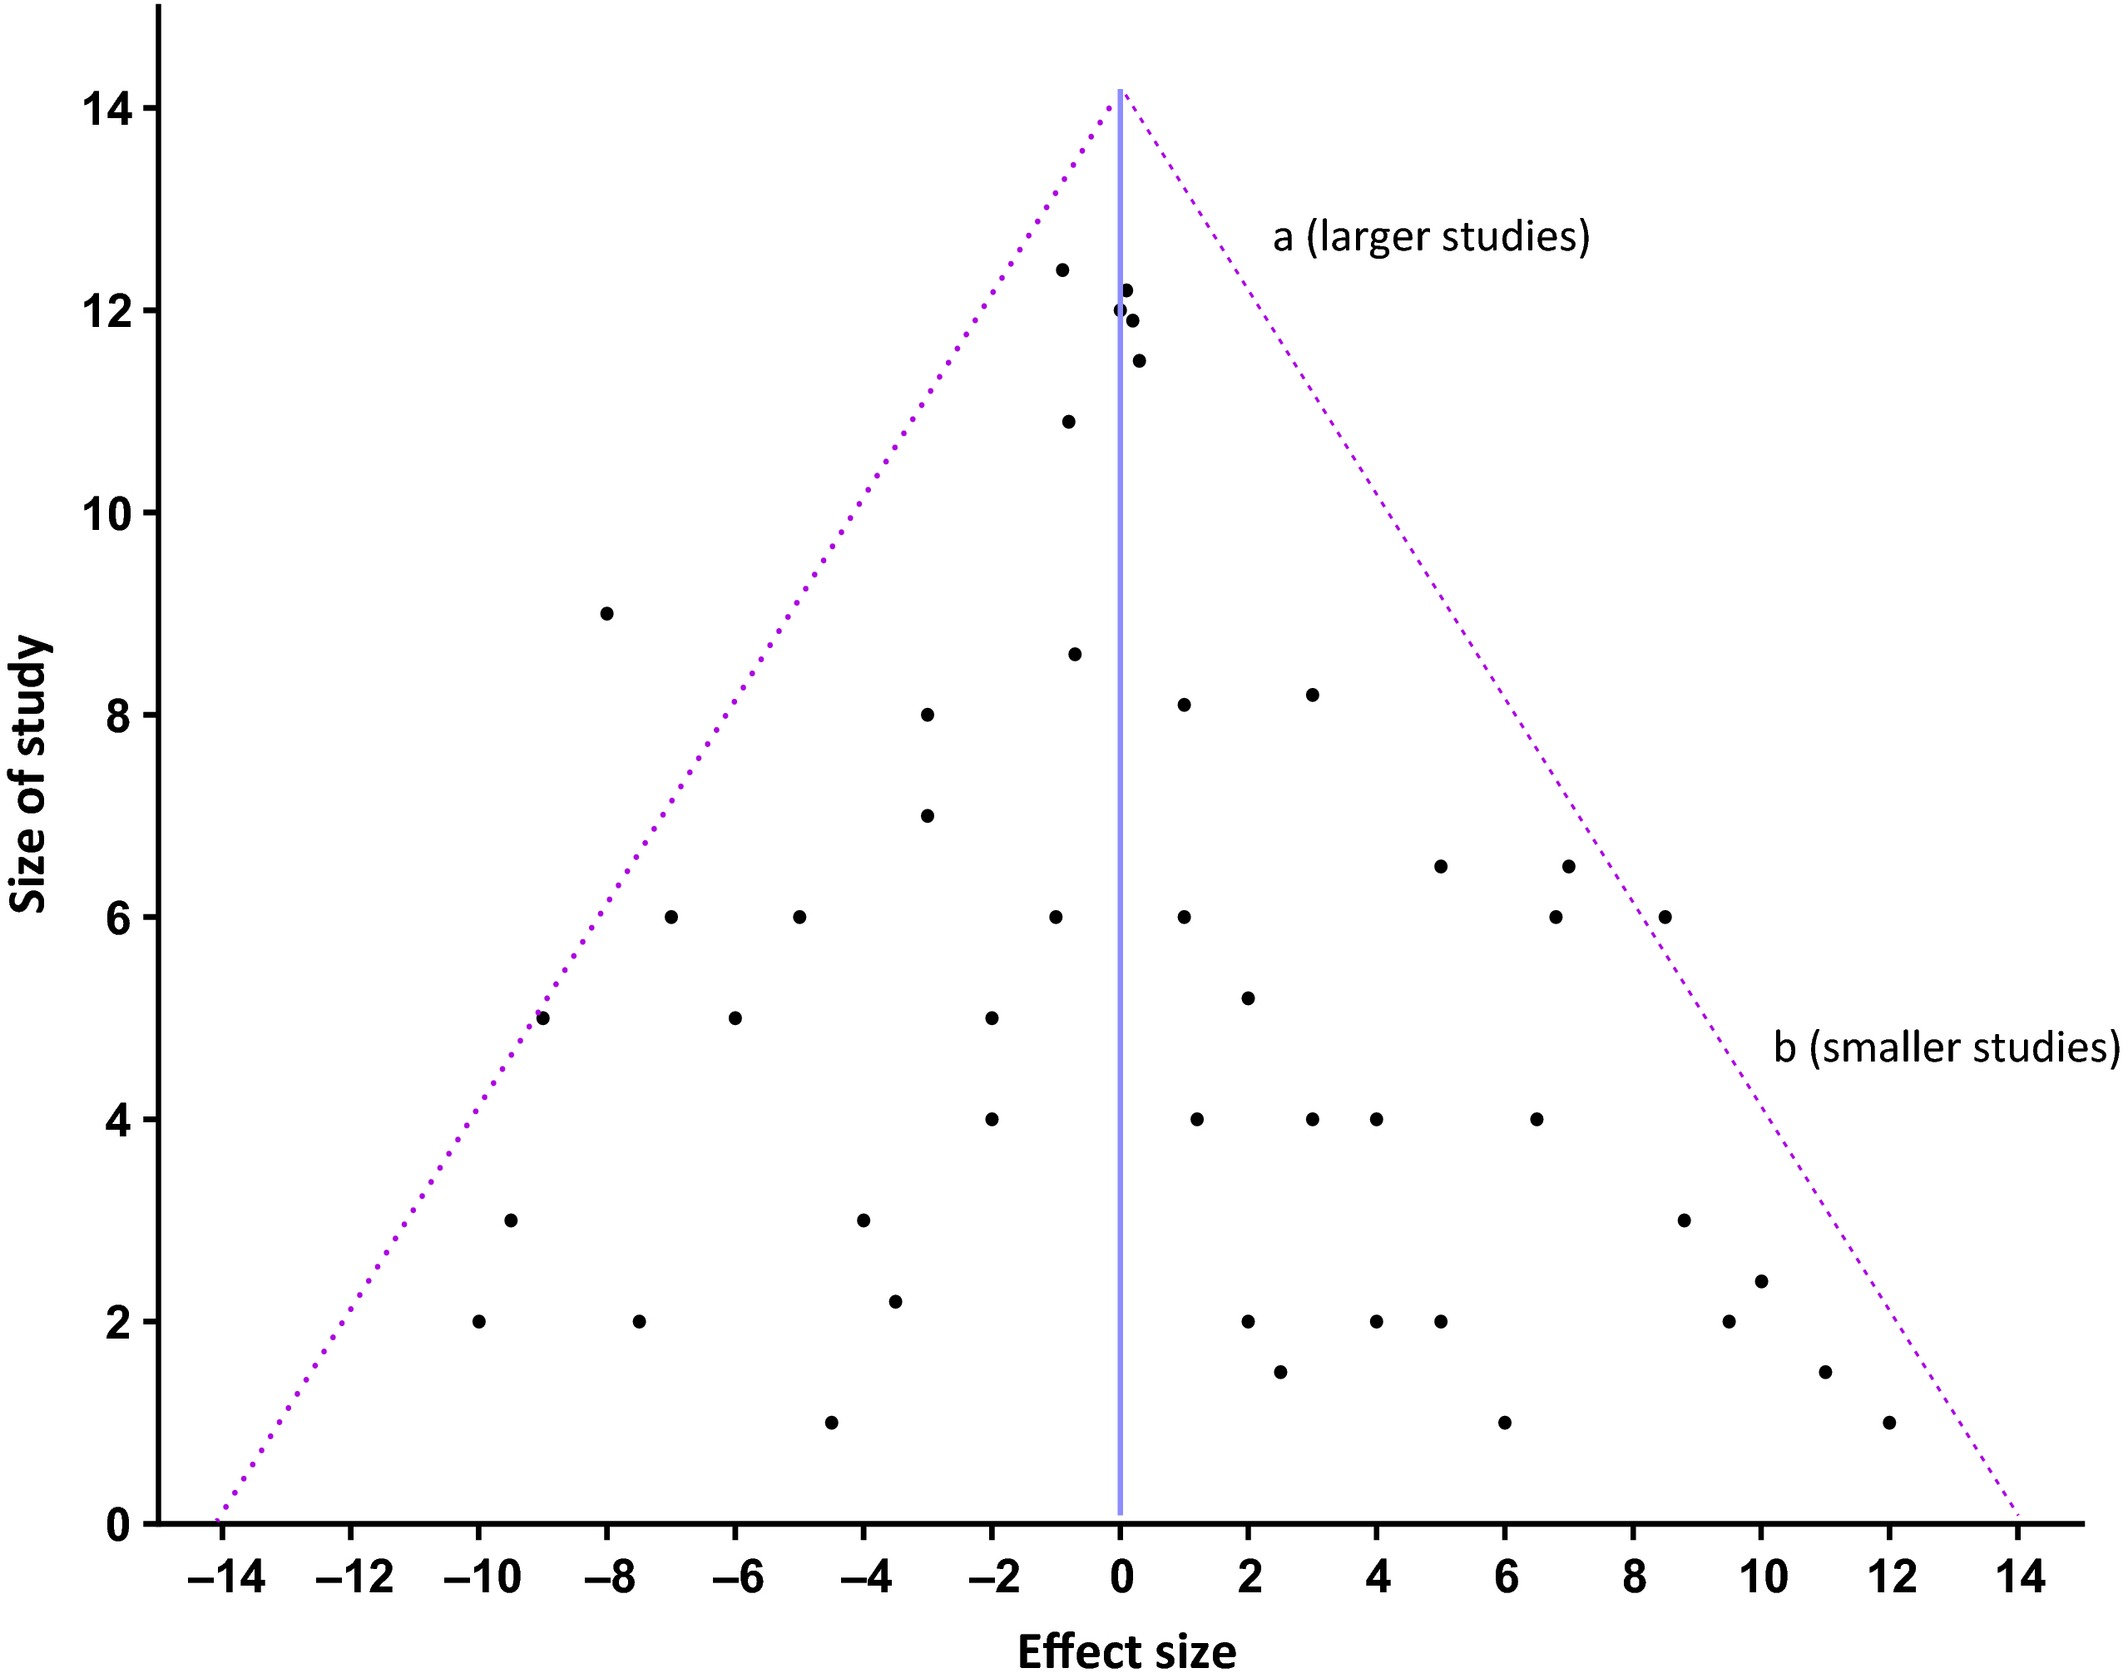 14
a (larger studies)
12
10
8
6
b (smaller studies)
4
2
0
Size of study
–14 –12 –10 –8 –6 –4 –2 0 2 4 6 8 10 12 14
Effect size